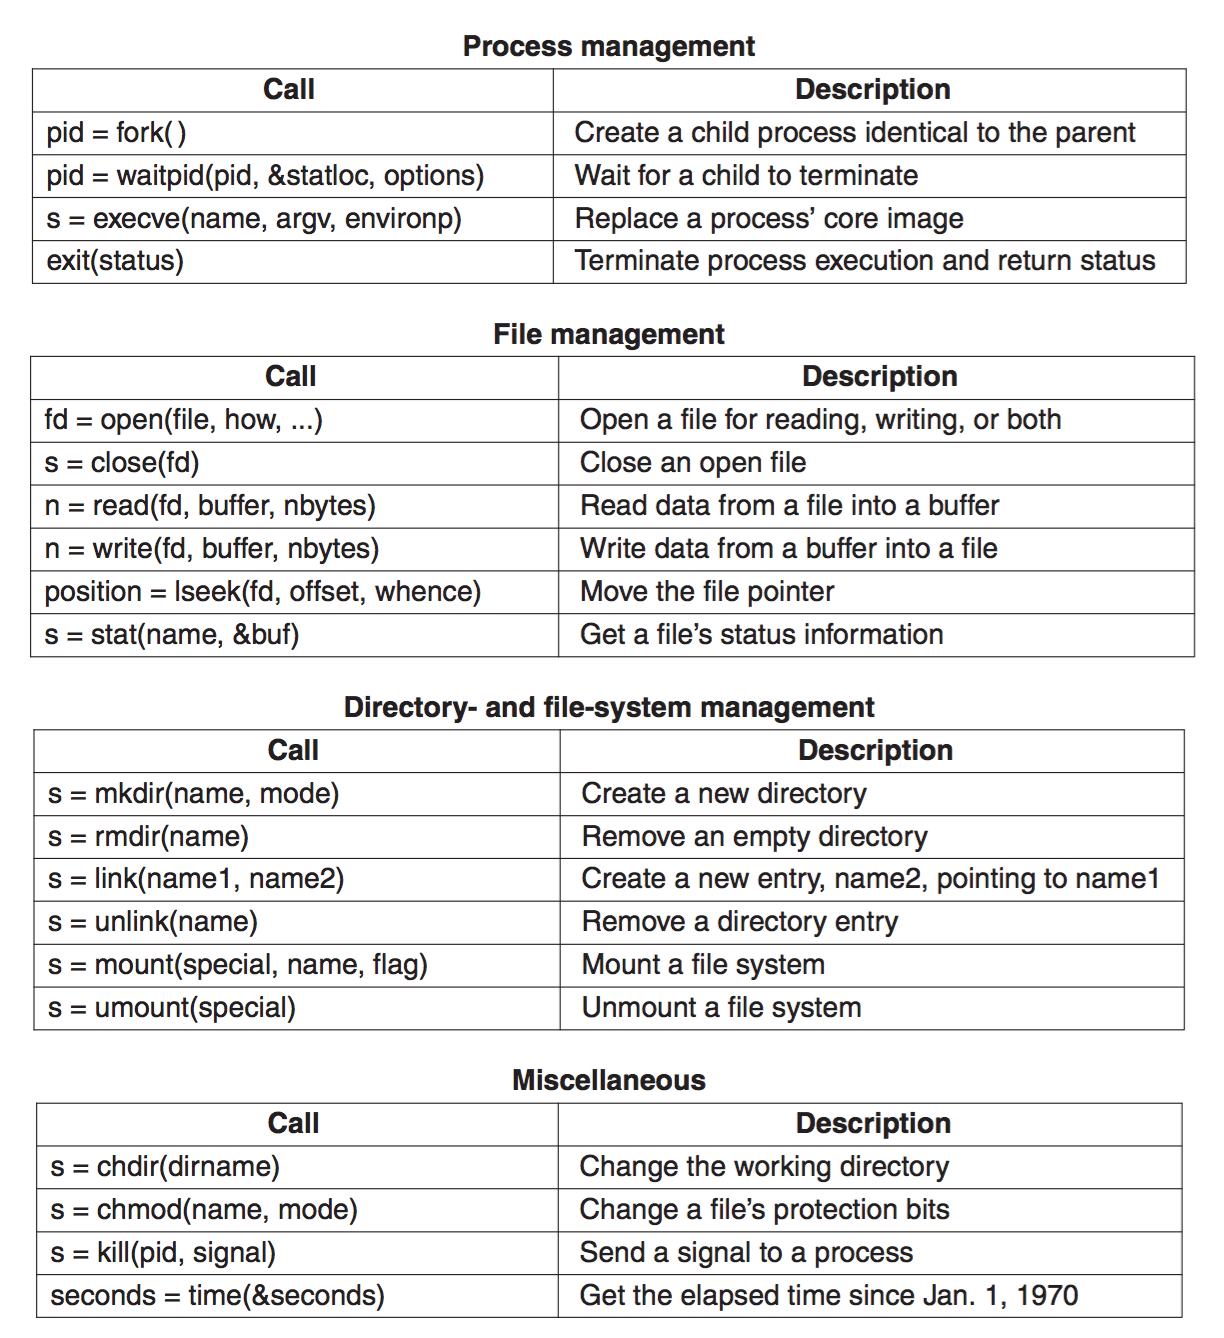 Process management
Call Description
pid = fork( ) Create a child process identical to the parent
pid = waitpid(pid, &statloc, options) Wait for a child to terminate
s = execve(name, argv, environp) Replace a process’ core image
exit(status) Terminate process execution and return status
File management
Call Description
fd = open(file, how, ...) Open a file for reading, writing, or both
s = close(fd) Close an open file
n = read(fd, buffer, nbytes) Read data from a file into a buffer
n = write(fd, buffer, nbytes) Write data from a buffer into a file
position = lseek(fd, offset, whence) Move the file pointer
s = stat(name, &buf) Get a file’s status information
Directory- and file-system management
Call Description
s = mkdir(name, mode) Create a new directory
s = rmdir(name) Remove an empty directory
s = link(name1, name2) Create a new entry, name2, pointing to name1
s = unlink(name) Remove a directory entry
s = mount(special, name, flag) Mount a file system
s = umount(special) Unmount a file system
Miscellaneous
Call Description
s = chdir(dirname) Change the working directory
s = chmod(name, mode) Change a file’s protection bits
s = kill(pid, signal) Send a signal to a process
seconds = time(&seconds) Get the elapsed time since Jan. 1, 1970